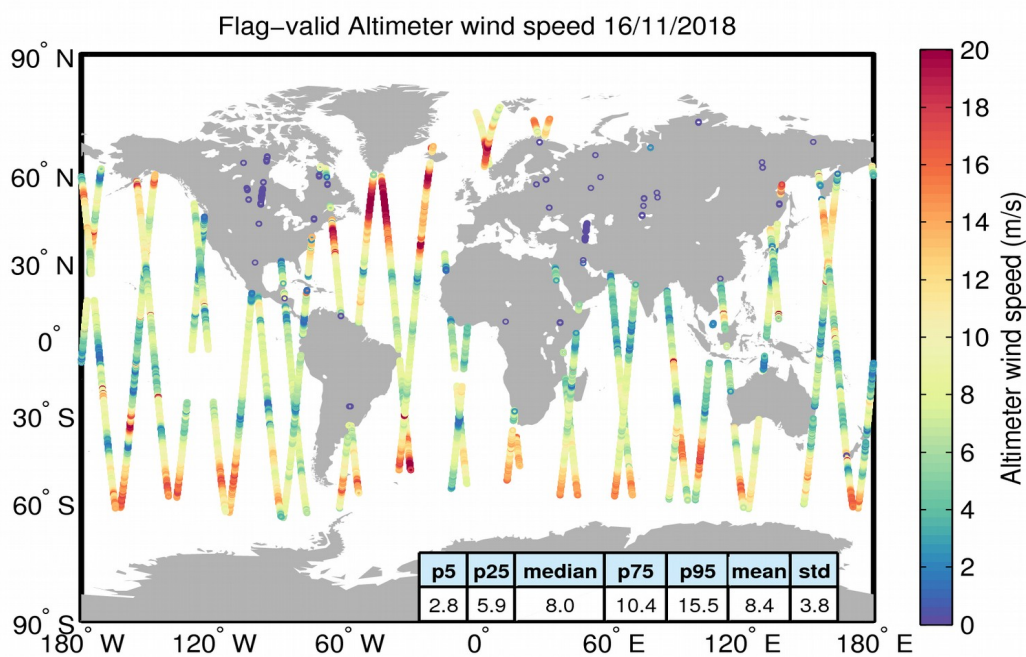 Flag−valid Altimeter wind speed 16/11/2018
90° N
60° N
30° N
0°
30° S
60° S
90° S
180° W
120° W
60° W
0°
60° E
120° E
180° E
20
18
16
14
12
10
8
6
4
2
0
Altimeter wind speed (m/s)
p5 p25 median p75 p95 mean std
2.8 5.9 8.0 10.4 15.5 8.4 3.8